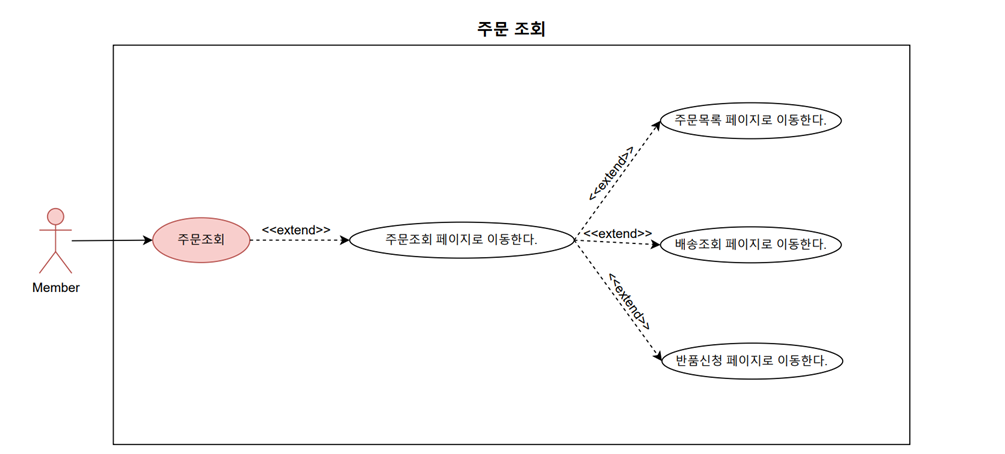 주문 조회
주문목록 페이지로 이동한다.
<<extend>>
주문조회
<<extend>>
주문조회 페이지로 이동한다.
<<extend>>
배송조회 페이지로 이동한다.
Member
<<extend>>
반품신청 페이지로 이동한다.